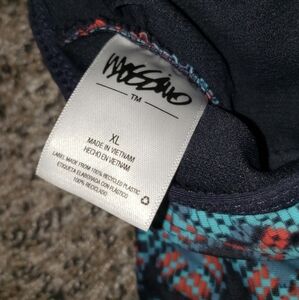 mossimo
TM
XL
MADE IN VIETNAM
HECHO EN VIETNAM
LABEL MADE FROM 100% RECYCLED PLASTIC
ETIQUETA ELABORADA CON PLÁSTICO
100% RECICLADO